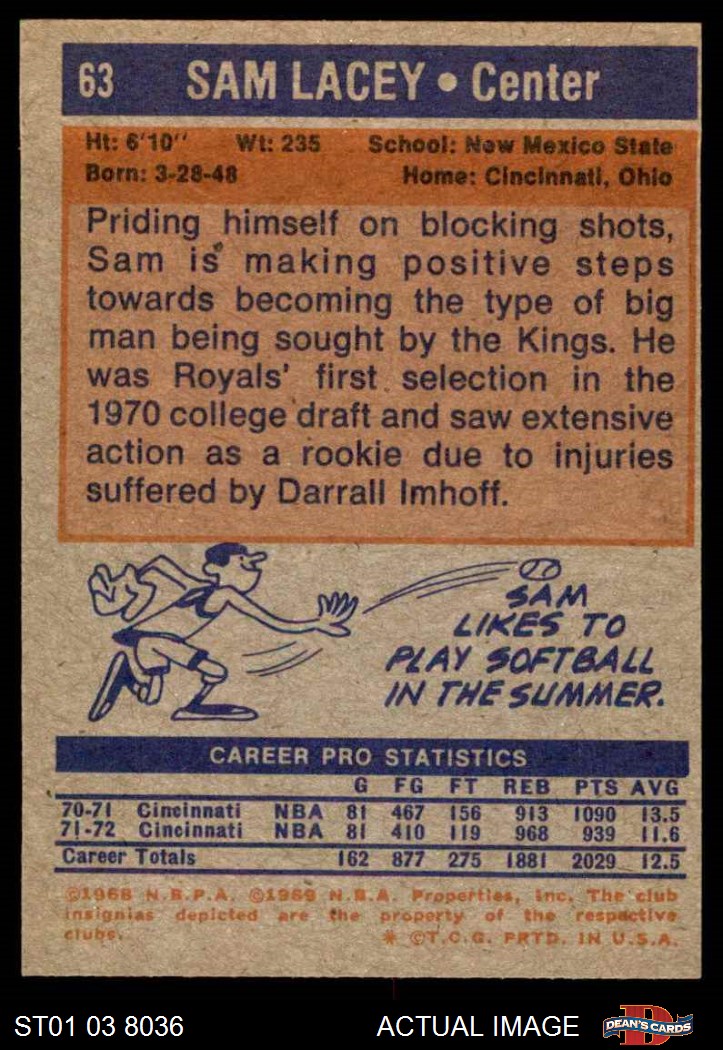 63 SAM LACEY • Center
Ht: 6'10'' Wt: 235 School: New Mexico State
Born: 3-28-48 Home: Cincinnati, Ohio
Priding himself on blocking shots,
Sam is making positive steps
towards becoming the type of big
man being sought by the Kings. He
was Royals' first selection in the
1970 college draft and saw extensive
action as a rookie due to injuries
suffered by Darrall Imhoff.
SAM
LIKES TO
PLAY SOFTBALL
IN THE SUMMER.
CAREER PRO STATISTICS
G FG FT REB PTS AVG
70-71 Cincinnati NBA 81 467 156 913 1090 13.5
71-72 Cincinnati NBA 81 410 119 968 939 11.6
Career Totals 162 877 275 1881 2029 12.5
©1968 N.B.P.A. ©1969 N.B.A. Properties, Inc. The club
insignias depicted are the property of the respective
clubs. * ©T.C.G. PRTD. IN U.S.A.
ST01 03 8036 ACTUAL IMAGE DEAN'S CARDS